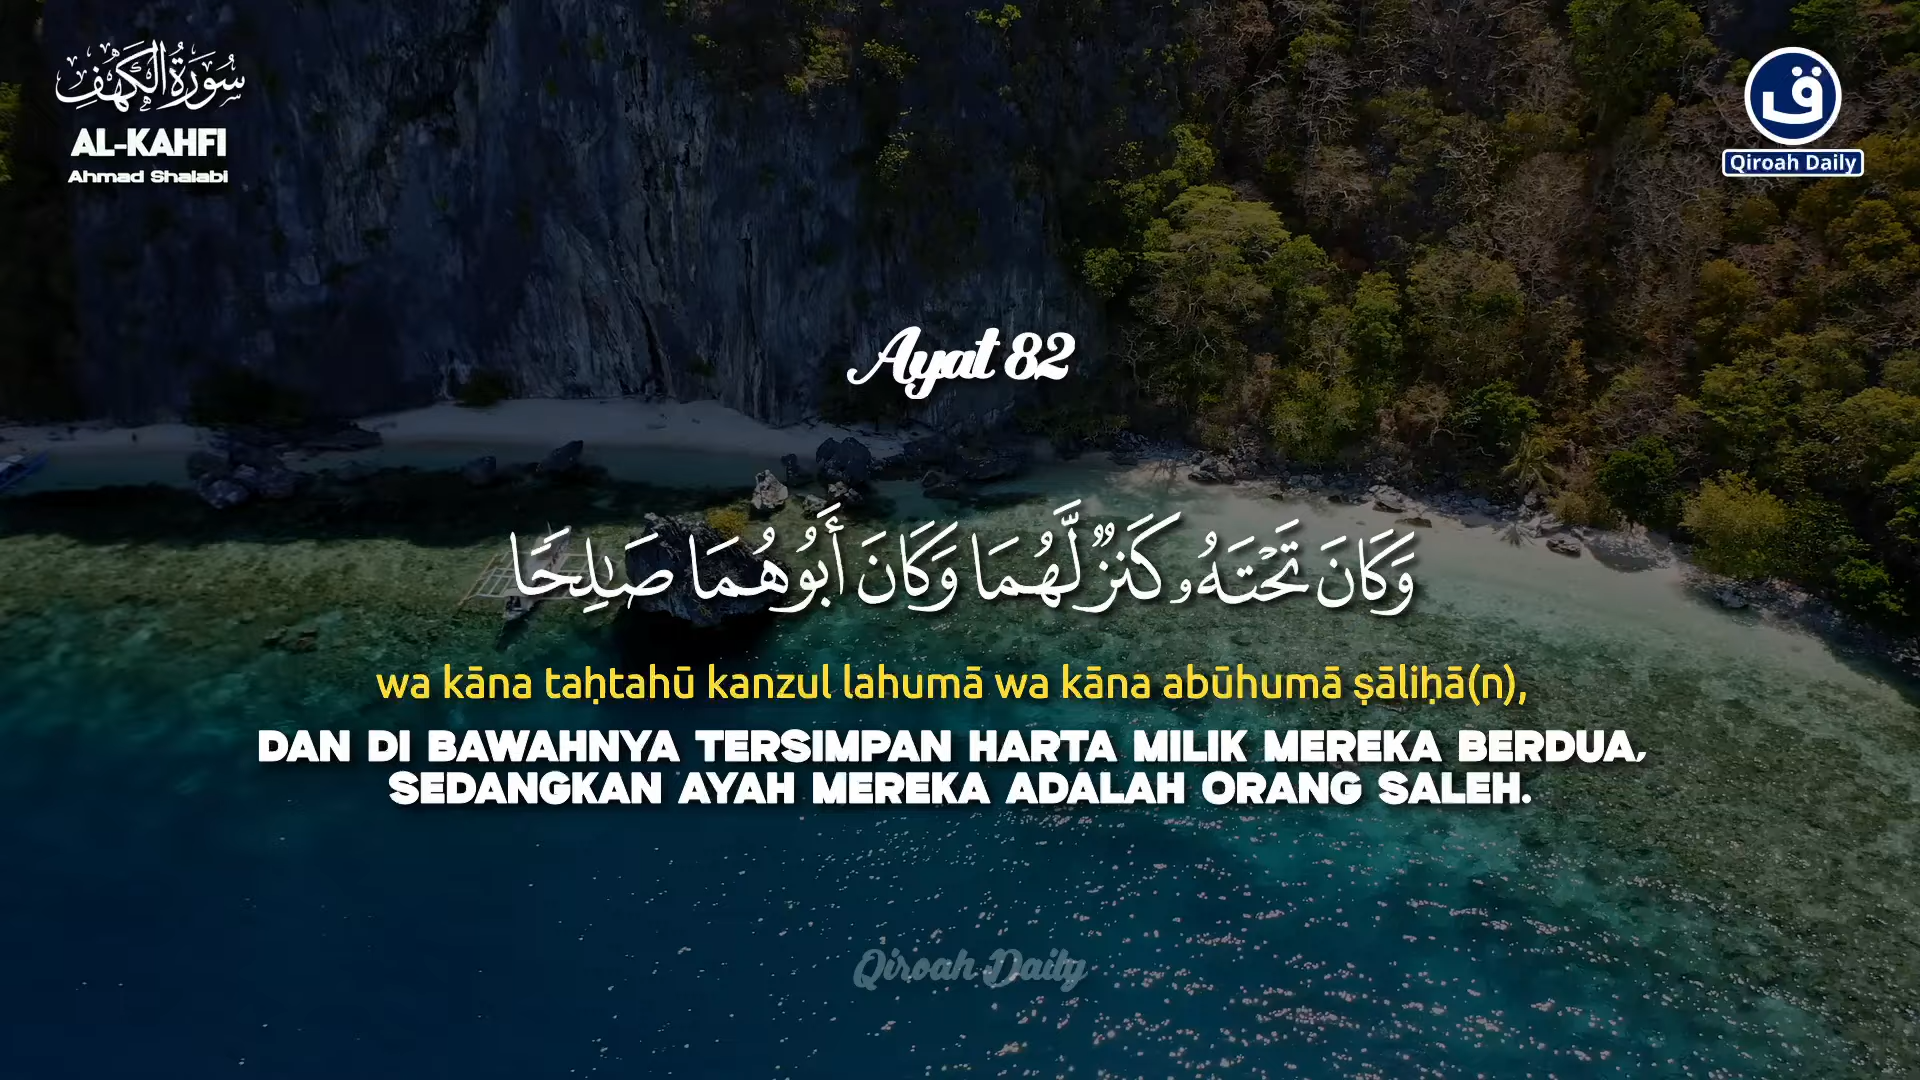 سُورَةُ الْكَهْفِ
AL-KAHFI
Ahmad Shalabi
ق
Qiroah Daily
Ayat 82
وَكَانَ تَحْتَهُۥ كَنزٌ لَّهُمَا وَكَانَ أَبُوهُمَا صَـٰلِحًا
wa kāna taḥtahū kanzul lahumā wa kāna abūhumā ṣāliḥā(n),
DAN DI BAWAHNYA TERSIMPAN HARTA MILIK MEREKA BERDUA,
SEDANGKAN AYAH MEREKA ADALAH ORANG SALEH.
Qiroah Daily